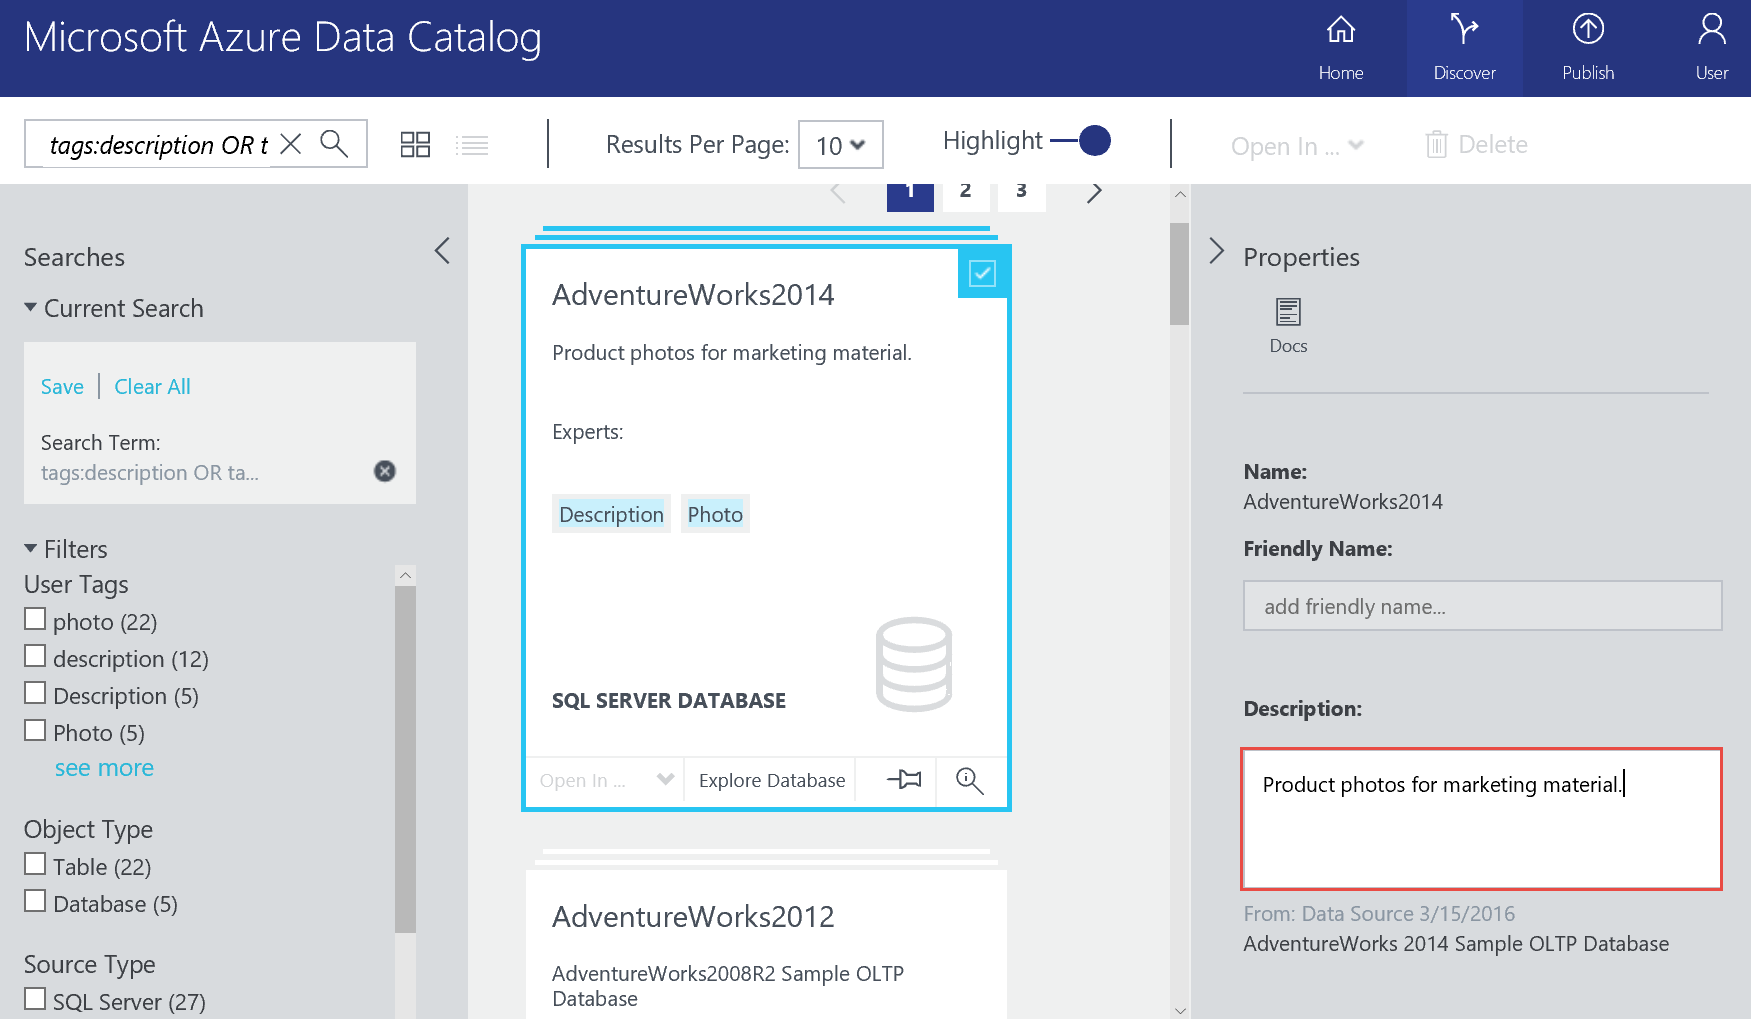 Microsoft Azure Data Catalog
Home
Discover
Publish
User
tags:description OR t
Results Per Page:
10
Highlight
Open In ...
Delete
Searches
Current Search
Save
Clear All
Search Term:
tags:description OR ta...
Filters
User Tags
photo (22)
description (12)
Description (5)
Photo (5)
see more
Object Type
Table (22)
Database (5)
Source Type
SQL Server (27)
1
2
3
AdventureWorks2014
Product photos for marketing material.
Experts:
Description
Photo
SQL SERVER DATABASE
Open In ...
Explore Database
AdventureWorks2012
AdventureWorks2008R2 Sample OLTP
Database
Properties
Docs
Name:
AdventureWorks2014
Friendly Name:
add friendly name...
Description:
Product photos for marketing material.
From: Data Source 3/15/2016
AdventureWorks 2014 Sample OLTP Database